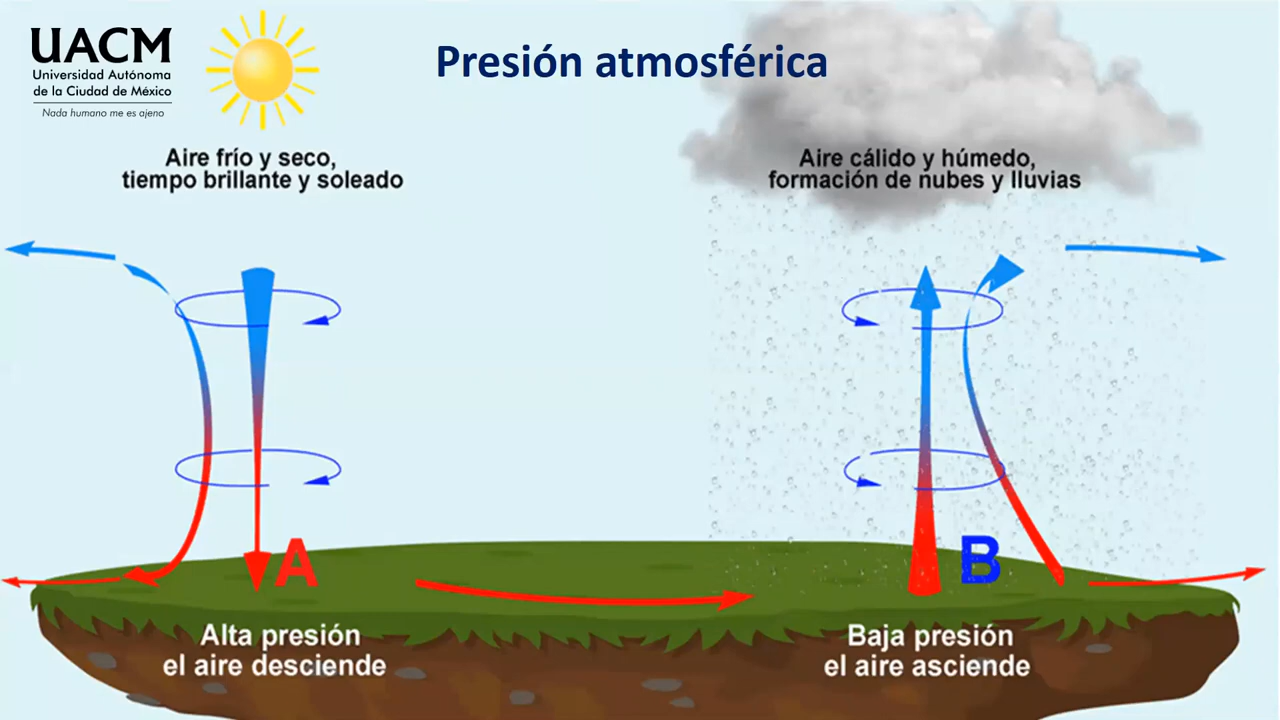 UACM
Universidad Autónoma
de la Ciudad de México
Nada humano me es ajeno
Presión atmosférica
Aire frío y seco,
tiempo brillante y soleado
Aire cálido y húmedo,
formación de nubes y lluvias
A
B
Alta presión
el aire desciende
Baja presión
el aire asciende